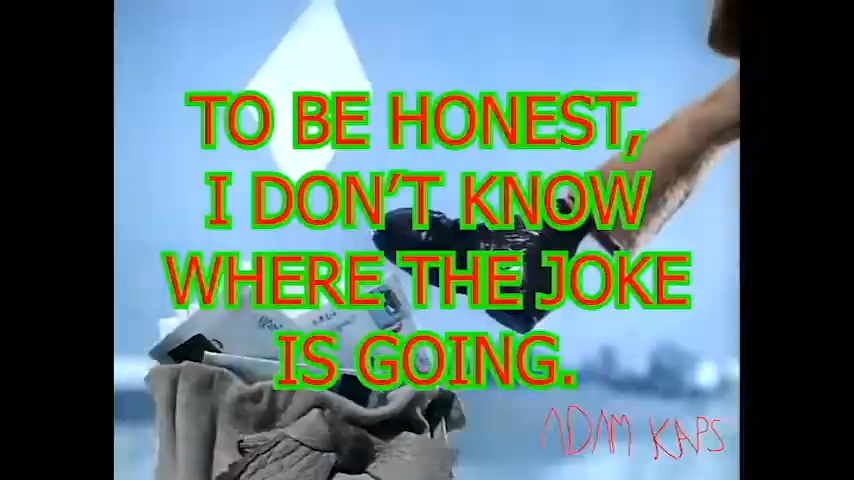 TO BE HONEST,
I DON'T KNOW
WHERE THE JOKE
IS GOING.
ADAM KAPS